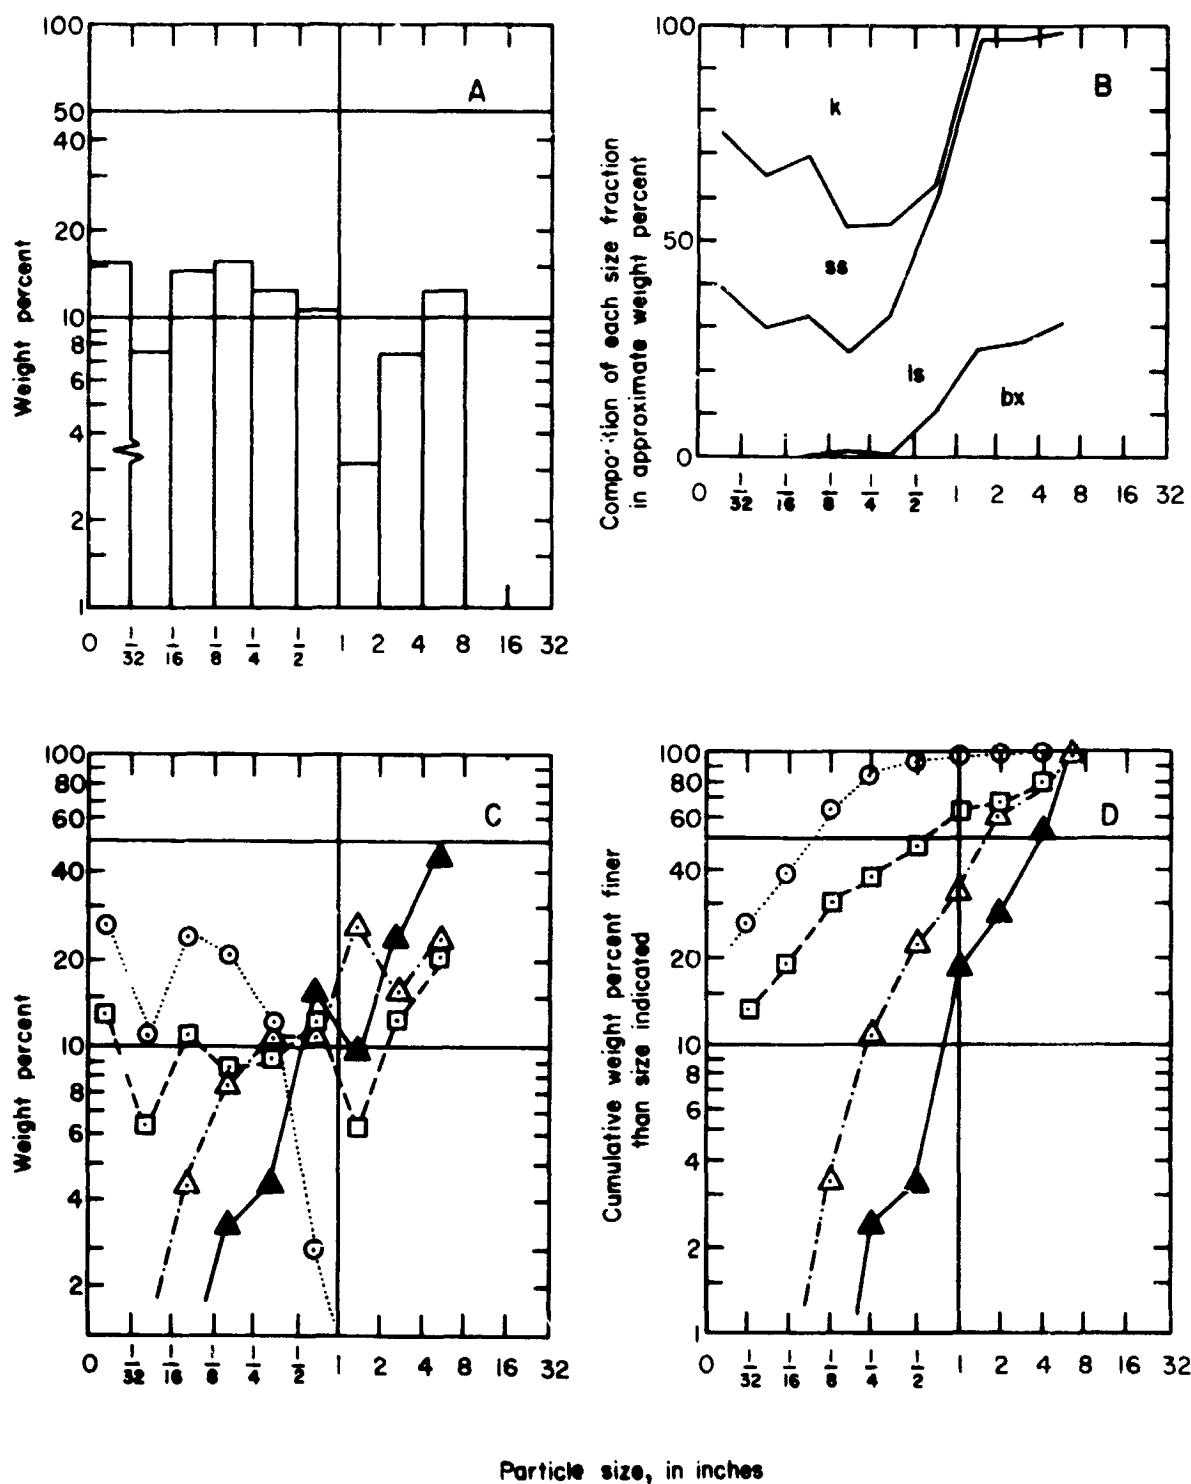 100
50
40
20
10
8
6
4
2
1
Weight percent
A
0 1/32 1/16 1/8 1/4 1/2 1 2 4 8 16 32
100
50
0
Composition of each size fraction
in approximate weight percent
B
k
ss
ls
bx
0 1/32 1/16 1/8 1/4 1/2 1 2 4 8 16 32
100
80
60
40
20
10
8
6
4
2
Weight percent
C
0 1/32 1/16 1/8 1/4 1/2 1 2 4 8 16 32
100
80
60
40
20
10
8
6
4
2
1
Cumulative weight percent finer
than size indicated
D
0 1/32 1/16 1/8 1/4 1/2 1 2 4 8 16 32
Particle size, in inches